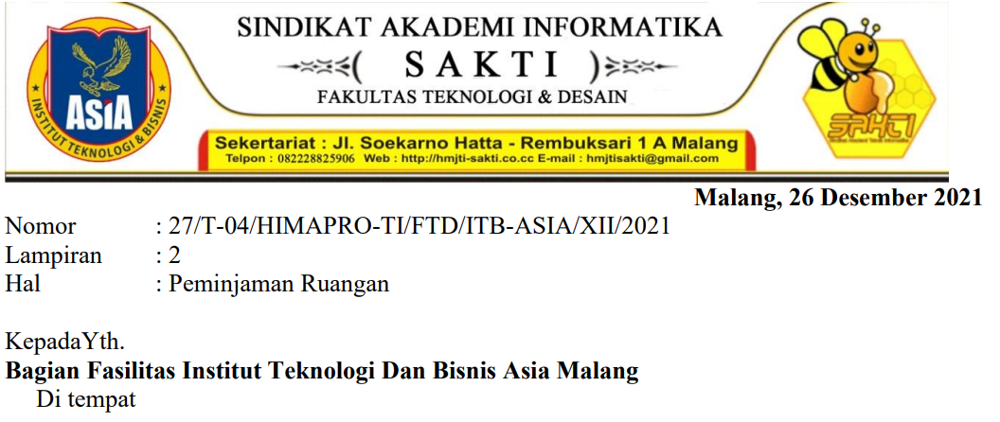 SINDIKAT AKADEMI INFORMATIKA
( SAKTI )
FAKULTAS TEKNOLOGI & DESAIN
ASIA
INSTITUT TEKNOLOGI & BISNIS
SAKTI
Sekertariat : Jl. Soekarno Hatta - Rembuksari 1 A Malang
Telpon : 082228825906 Web : http://hmjti-sakti.co.cc E-mail : hmjtisakti@gmail.com
Malang, 26 Desember 2021
Nomor : 27/T-04/HIMAPRO-TI/FTD/ITB-ASIA/XII/2021
Lampiran : 2
Hal : Peminjaman Ruangan
KepadaYth.
Bagian Fasilitas Institut Teknologi Dan Bisnis Asia Malang
Di tempat